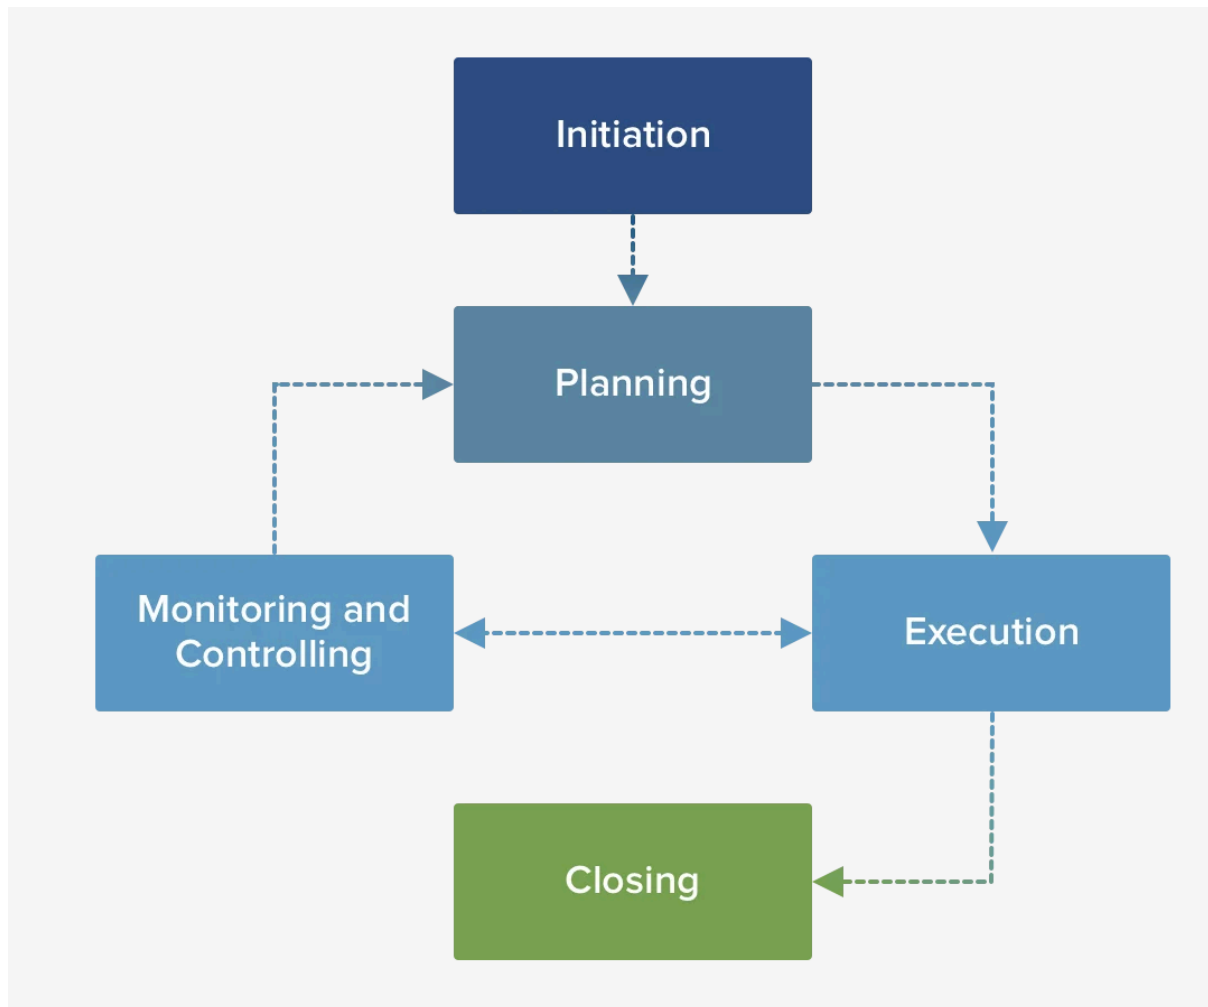 Initiation
Planning
Monitoring and
Controlling
Execution
Closing